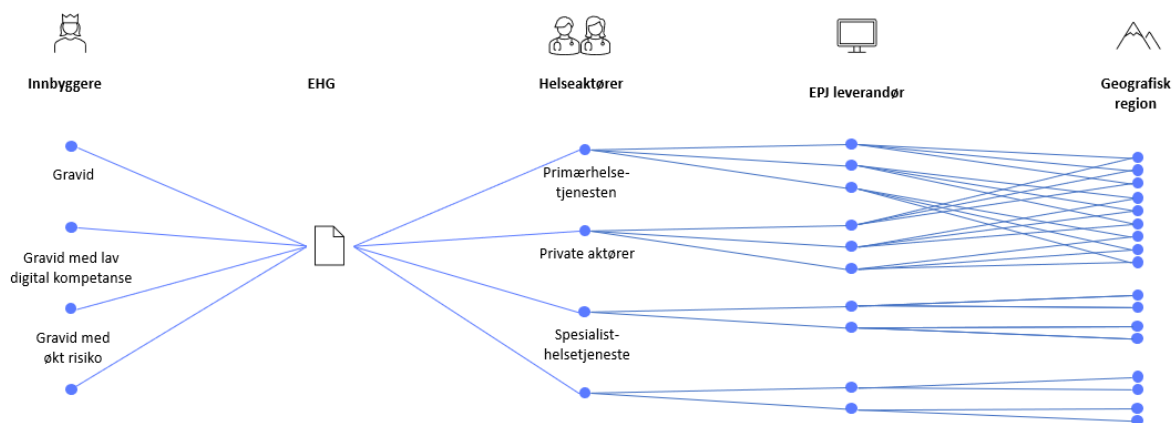 Innbyggere
EHG
Helseaktører
EPJ leverandør
Geografisk
region
Gravid
Gravid med lav
digital kompetanse
Gravid med
økt risiko
Primærhelse-
tjenesten
Private aktører
Spesialist-
helsetjeneste